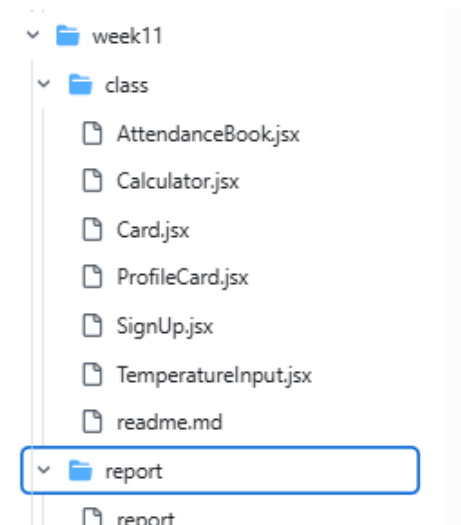 week11
class
AttendanceBook.jsx
Calculator.jsx
Card.jsx
ProfileCard.jsx
SignUp.jsx
TemperatureInput.jsx
readme.md
report
report